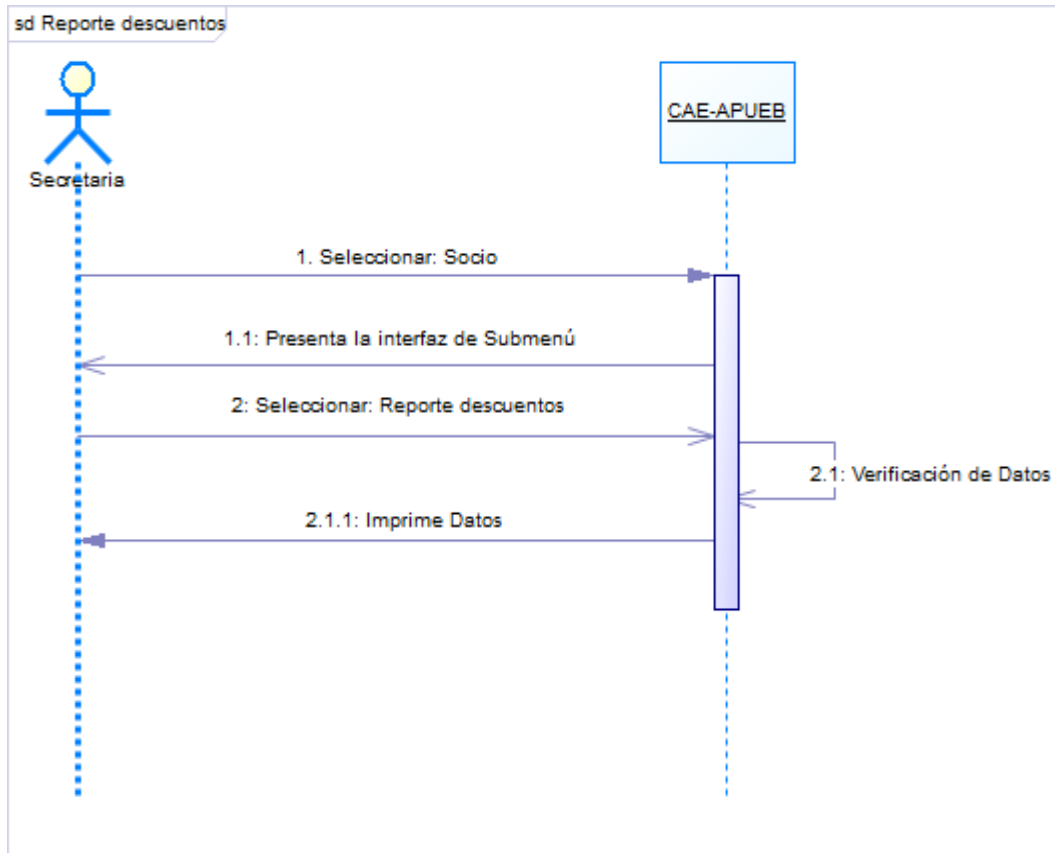 sd Reporte descuentos
CAE-APUEB
Secretaria
1. Seleccionar: Socio
1.1: Presenta la interfaz de Submenú
2: Seleccionar: Reporte descuentos
2.1: Verificación de Datos
2.1.1: Imprime Datos